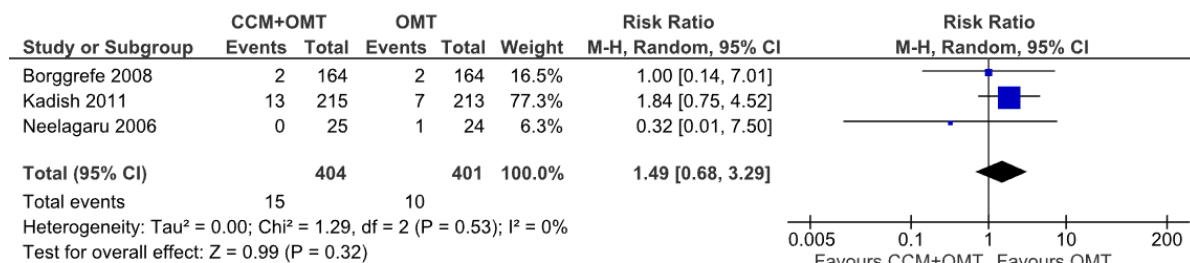 CCM+OMT OMT Risk Ratio Risk Ratio
Study or Subgroup Events Total Events Total Weight M-H, Random, 95% CI M-H, Random, 95% CI
Borggrefe 2008 2 164 2 164 16.5% 1.00 [0.14, 7.01]
Kadish 2011 13 215 7 213 77.3% 1.84 [0.75, 4.52]
Neelagaru 2006 0 25 1 24 6.3% 0.32 [0.01, 7.50]
Total (95% CI) 404 401 100.0% 1.49 [0.68, 3.29]
Total events 15 10
Heterogeneity: Tau² = 0.00; Chi² = 1.29, df = 2 (P = 0.53); I² = 0%
Test for overall effect: Z = 0.99 (P = 0.32)
0.005 0.1 1 10 200
Favours CCM+OMT Favours OMT